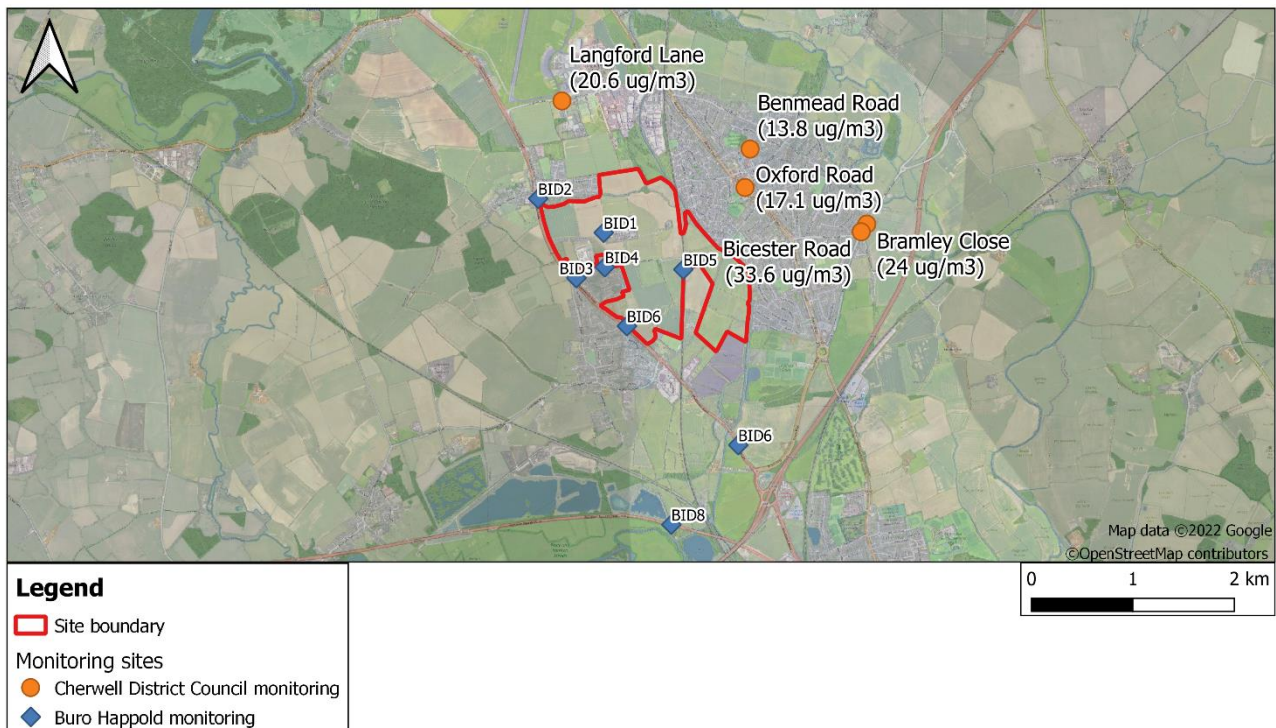 Langford Lane
(20.6 ug/m3)
Benmead Road
(13.8 ug/m3)
Oxford Road
(17.1 ug/m3)
BID2
BID1
Bicester Road
(33.6 ug/m3)
Bramley Close
(24 ug/m3)
BID3
BID4
BID5
BID6
BID6
BID8
Map data ©2022 Google
©OpenStreetMap contributors
Legend
Site boundary
Monitoring sites
Cherwell District Council monitoring
Buro Happold monitoring
0 1 2 km